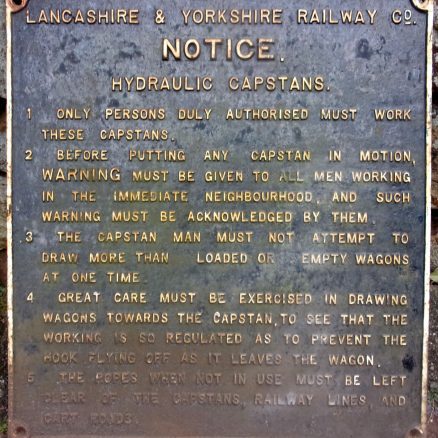 LANCASHIRE & YORKSHIRE RAILWAY Co.
NOTICE.
HYDRAULIC CAPSTANS.
1 ONLY PERSONS DULY AUTHORISED MUST WORK
THESE CAPSTANS.
2 BEFORE PUTTING ANY CAPSTAN IN MOTION,
WARNING MUST BE GIVEN TO ALL MEN WORKING
IN THE IMMEDIATE NEIGHBOURHOOD, AND SUCH
WARNING MUST BE ACKNOWLEDGED BY THEM.
3 THE CAPSTAN MAN MUST NOT ATTEMPT TO
DRAW MORE THAN LOADED OR EMPTY WAGONS
AT ONE TIME.
4 GREAT CARE MUST BE EXERCISED IN DRAWING
WAGONS TOWARDS THE CAPSTAN, TO SEE THAT THE
WORKING IS SO REGULATED AS TO PREVENT THE
HOOK FLYING OFF AS IT LEAVES THE WAGON.
5 THE ROPES WHEN NOT IN USE MUST BE LEFT
CLEAR OF THE CAPSTANS, RAILWAY LINES, AND
CART ROADS.